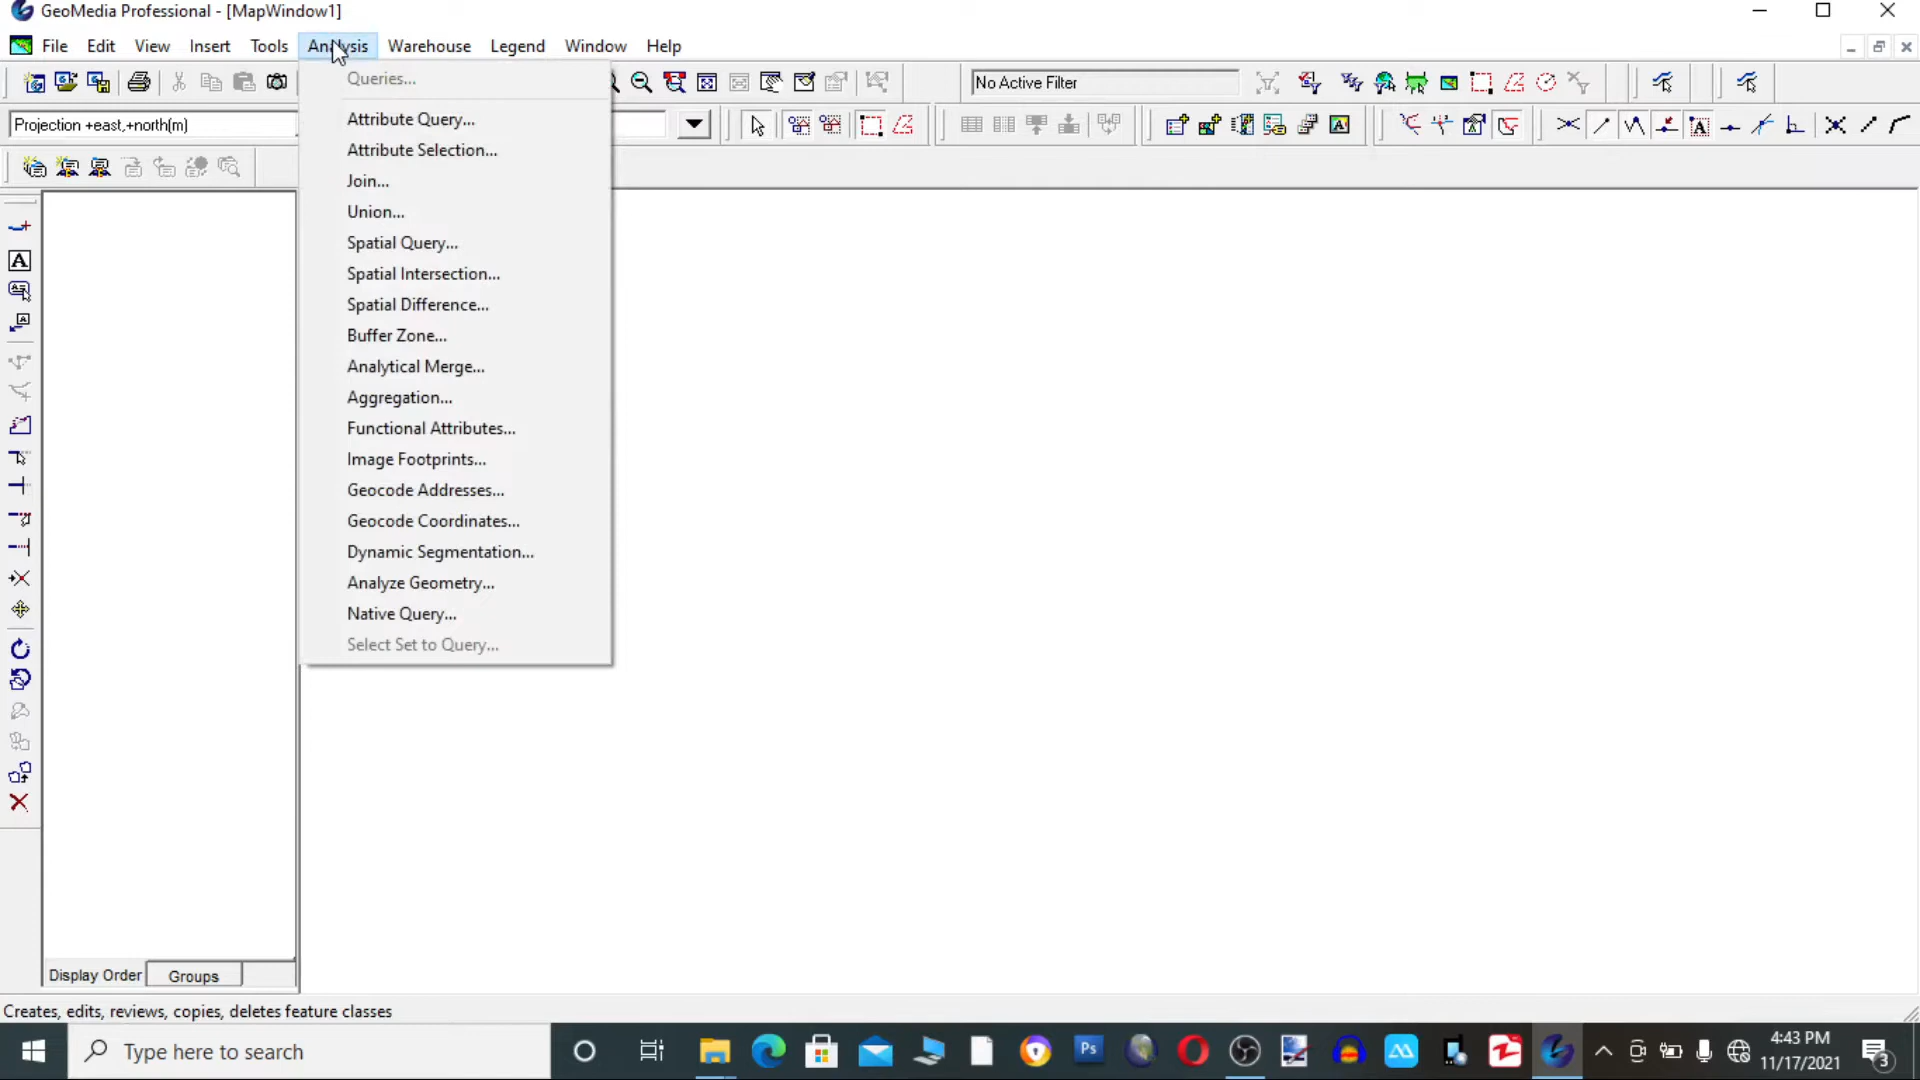 GeoMedia Professional - [MapWindow1]
File Edit View Insert Tools Analysis Warehouse Legend Window Help
No Active Filter
Projection +east,+north(m)
Queries...
Attribute Query...
Attribute Selection...
Join...
Union...
Spatial Query...
Spatial Intersection...
Spatial Difference...
Buffer Zone...
Analytical Merge...
Aggregation...
Functional Attributes...
Image Footprints...
Geocode Addresses...
Geocode Coordinates...
Dynamic Segmentation...
Analyze Geometry...
Native Query...
Select Set to Query...
Display Order Groups
Creates, edits, reviews, copies, deletes feature classes
Type here to search
Ps
4:43 PM
11/17/2021
3